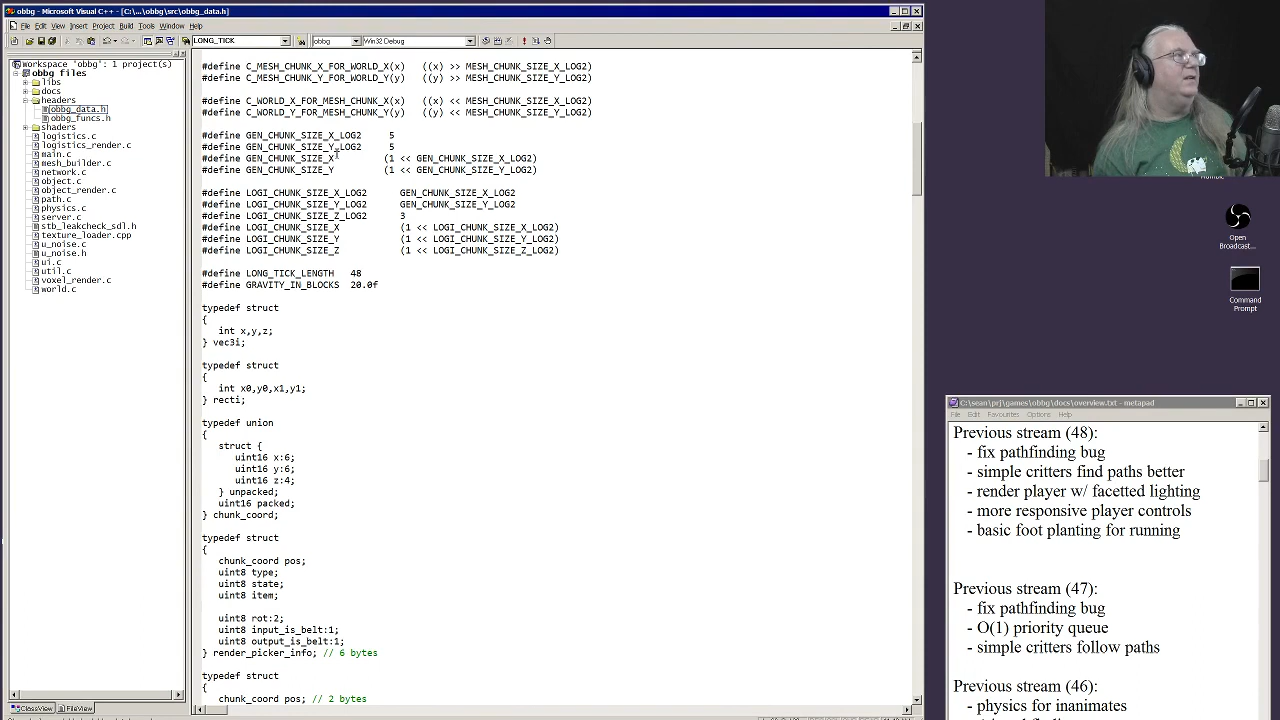 obbg - Microsoft Visual C++ - [C:\...\obbg\src\obbg_data.h]
File Edit View Insert Project Build Tools Window Help
LONG_TICK
obbg
Win32 Debug
Workspace 'obbg': 1 project(s)
obbg files
libs
docs
headers
obbg_data.h
obbg_funcs.h
shaders
logistics.c
logistics_render.c
main.c
mesh_builder.c
network.c
object.c
object_render.c
path.c
physics.c
server.c
stb_leakcheck_sdl.h
texture_loader.cpp
u_noise.c
u_noise.h
ui.c
util.c
voxel_render.c
world.c
ClassView
FileView
#define C_MESH_CHUNK_X_FOR_WORLD_X(x) ((x) >> MESH_CHUNK_SIZE_X_LOG2)
#define C_MESH_CHUNK_Y_FOR_WORLD_Y(y) ((y) >> MESH_CHUNK_SIZE_Y_LOG2)
#define C_WORLD_X_FOR_MESH_CHUNK_X(x) ((x) << MESH_CHUNK_SIZE_X_LOG2)
#define C_WORLD_Y_FOR_MESH_CHUNK_Y(y) ((y) << MESH_CHUNK_SIZE_Y_LOG2)
#define GEN_CHUNK_SIZE_X_LOG2 5
#define GEN_CHUNK_SIZE_Y_LOG2 5
#define GEN_CHUNK_SIZE_X (1 << GEN_CHUNK_SIZE_X_LOG2)
#define GEN_CHUNK_SIZE_Y (1 << GEN_CHUNK_SIZE_Y_LOG2)
#define LOGI_CHUNK_SIZE_X_LOG2 GEN_CHUNK_SIZE_X_LOG2
#define LOGI_CHUNK_SIZE_Y_LOG2 GEN_CHUNK_SIZE_Y_LOG2
#define LOGI_CHUNK_SIZE_Z_LOG2 3
#define LOGI_CHUNK_SIZE_X (1 << LOGI_CHUNK_SIZE_X_LOG2)
#define LOGI_CHUNK_SIZE_Y (1 << LOGI_CHUNK_SIZE_Y_LOG2)
#define LOGI_CHUNK_SIZE_Z (1 << LOGI_CHUNK_SIZE_Z_LOG2)
#define LONG_TICK_LENGTH 48
#define GRAVITY_IN_BLOCKS 20.0f
typedef struct
{
int x,y,z;
} vec3i;
typedef struct
{
int x0,y0,x1,y1;
} recti;
typedef union
{
struct {
uint16 x:6;
uint16 y:6;
uint16 z:4;
} unpacked;
uint16 packed;
} chunk_coord;
typedef struct
{
chunk_coord pos;
uint8 type;
uint8 state;
uint8 item;
uint8 rot:2;
uint8 input_is_belt:1;
uint8 output_is_belt:1;
} render_picker_info; // 6 bytes
typedef struct
{
chunk_coord pos; // 2 bytes
Open
Broadcast...
Command
Prompt
C:\sean\prj\games\obbg\docs\overview.txt - metapad
File Edit Favourites Options Help
Previous stream (48):
- fix pathfinding bug
- simple critters find paths better
- render player w/ facetted lighting
- more responsive player controls
- basic foot planting for running
Previous stream (47):
- fix pathfinding bug
- O(1) priority queue
- simple critters follow paths
Previous stream (46):
- physics for inanimates